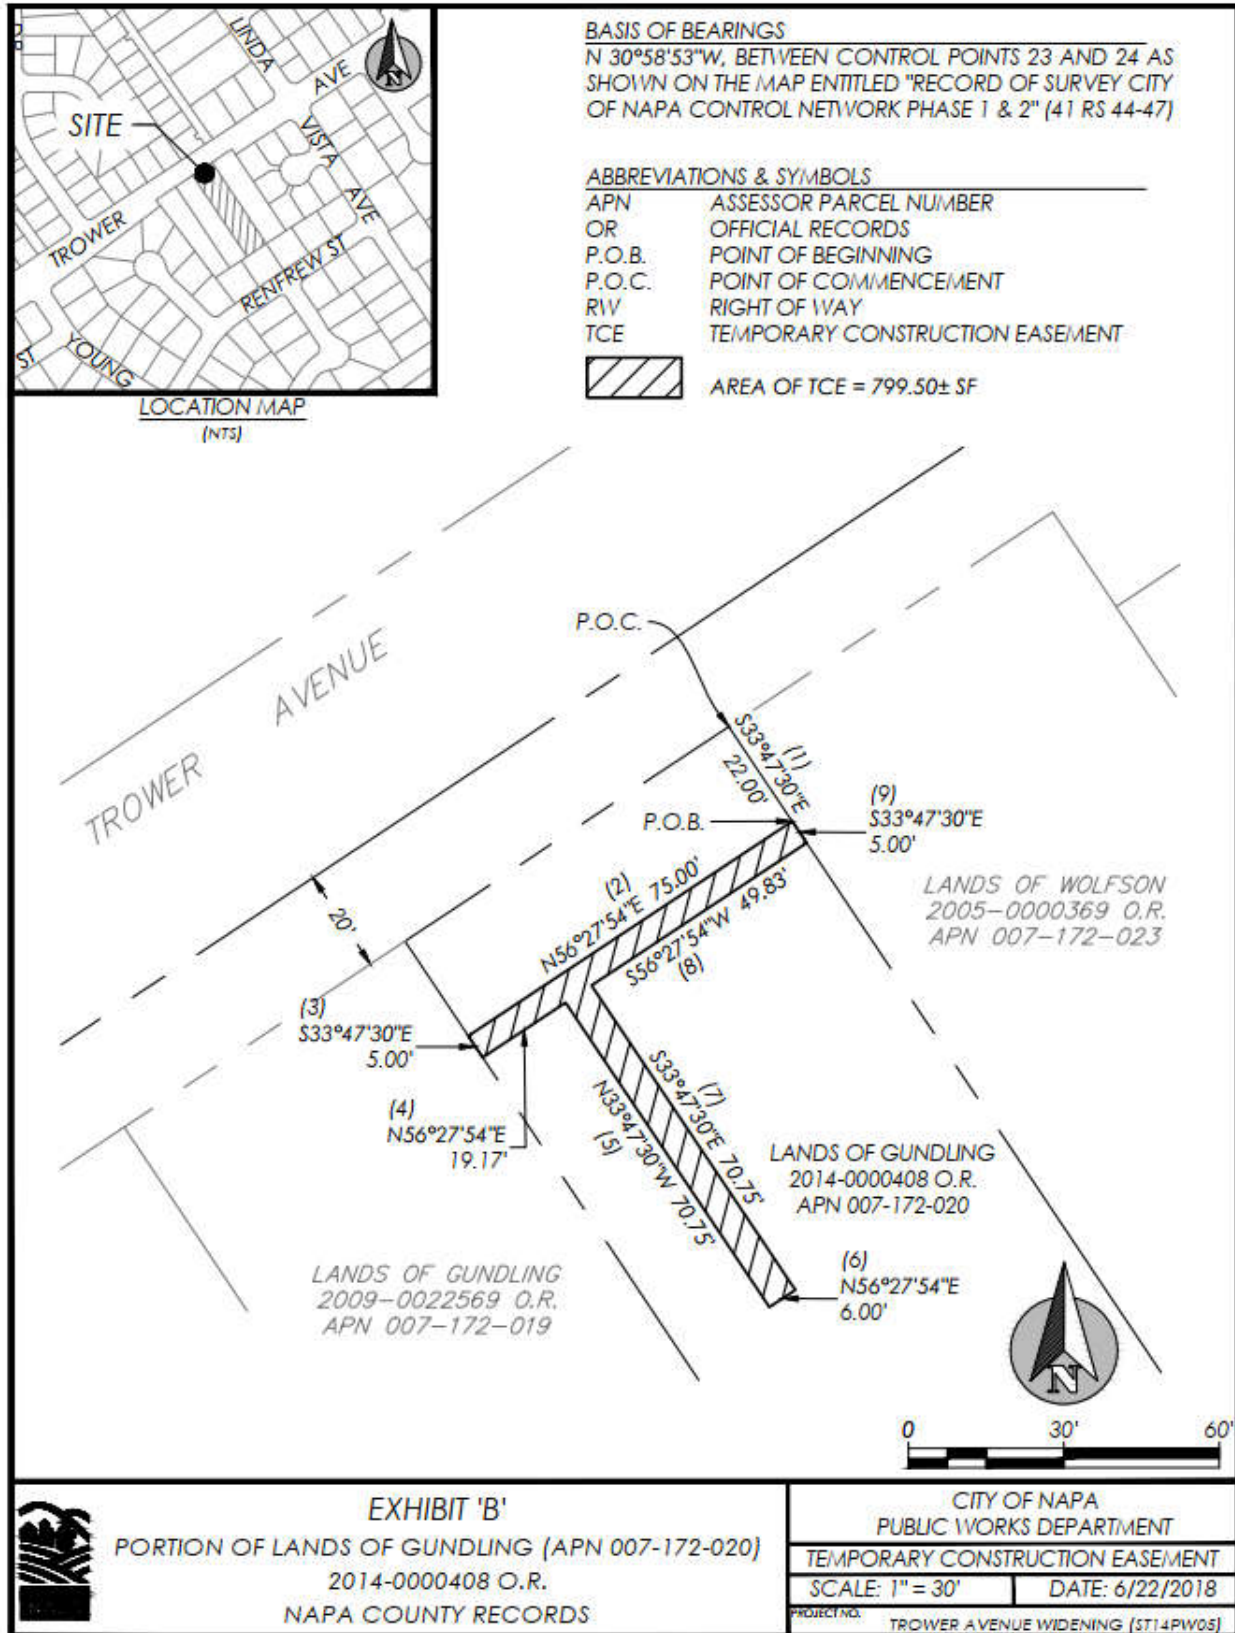 LINDA
AVE
N
SITE
VISTA
AVE
TROWER
RENFREW ST
ST
YOUNG
LOCATION MAP
(NTS)
BASIS OF BEARINGS
N 30°58'53"W, BETWEEN CONTROL POINTS 23 AND 24 AS
SHOWN ON THE MAP ENTITLED "RECORD OF SURVEY CITY
OF NAPA CONTROL NETWORK PHASE 1 & 2" (41 RS 44-47)
ABBREVIATIONS & SYMBOLS
APN ASSESSOR PARCEL NUMBER
OR OFFICIAL RECORDS
P.O.B. POINT OF BEGINNING
P.O.C. POINT OF COMMENCEMENT
RW RIGHT OF WAY
TCE TEMPORARY CONSTRUCTION EASEMENT
AREA OF TCE = 799.50± SF
P.O.C.
TROWER AVENUE
(1)
S33°47'30"E
22.00'
P.O.B.
(9)
S33°47'30"E
5.00'
LANDS OF WOLFSON
2005-0000369 O.R.
APN 007-172-023
20'
(2)
N56°27'54"E 75.00'
S56°27'54"W 49.83'
(8)
(3)
S33°47'30"E
5.00'
(4)
N56°27'54"E
19.17'
(7)
S33°47'30"E 70.75'
N33°47'30"W 70.75'
(5)
LANDS OF GUNDLING
2014-0000408 O.R.
APN 007-172-020
(6)
N56°27'54"E
6.00'
LANDS OF GUNDLING
2009-0022569 O.R.
APN 007-172-019
N
0 30' 60'
EXHIBIT 'B'
PORTION OF LANDS OF GUNDLING (APN 007-172-020)
2014-0000408 O.R.
NAPA COUNTY RECORDS
CITY OF NAPA
PUBLIC WORKS DEPARTMENT
TEMPORARY CONSTRUCTION EASEMENT
SCALE: 1" = 30' DATE: 6/22/2018
PROJECT NO. TROWER AVENUE WIDENING (ST14PW05)